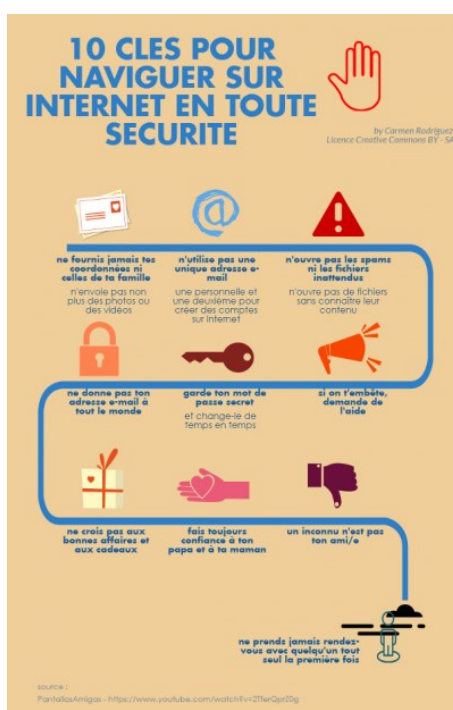 10 CLES POUR
NAVIGUER SUR
INTERNET EN TOUTE
SECURITE
by Carmen Rodríguez
Licence Creative Commons BY - SA
ne fournis jamais tes
coordonnées ni
celles de ta famille
n'envoie pas non
plus des photos ou
des vidéos
n'utilise pas une
unique adresse e-
mail
une personnelle et
une deuxième pour
créer des comptes
sur Internet
n'ouvre pas les spams
ni les fichiers
inattendus
n'ouvre pas de fichiers
sans connaître leur
contenu
ne donne pas ton
adresse e-mail à
tout le monde
garde ton mot de
passe secret
et change-le de
temps en temps
si on t'embête,
demande de
l'aide
ne crois pas aux
bonnes affaires et
aux cadeaux
fais toujours
confiance à ton
papa et à ta maman
un inconnu n'est pas
ton ami/e
ne prends jamais rendez-
vous avec quelqu'un tout
seul la première fois
source :
PantallasAmigas - https://www.youtube.com/watch?v=